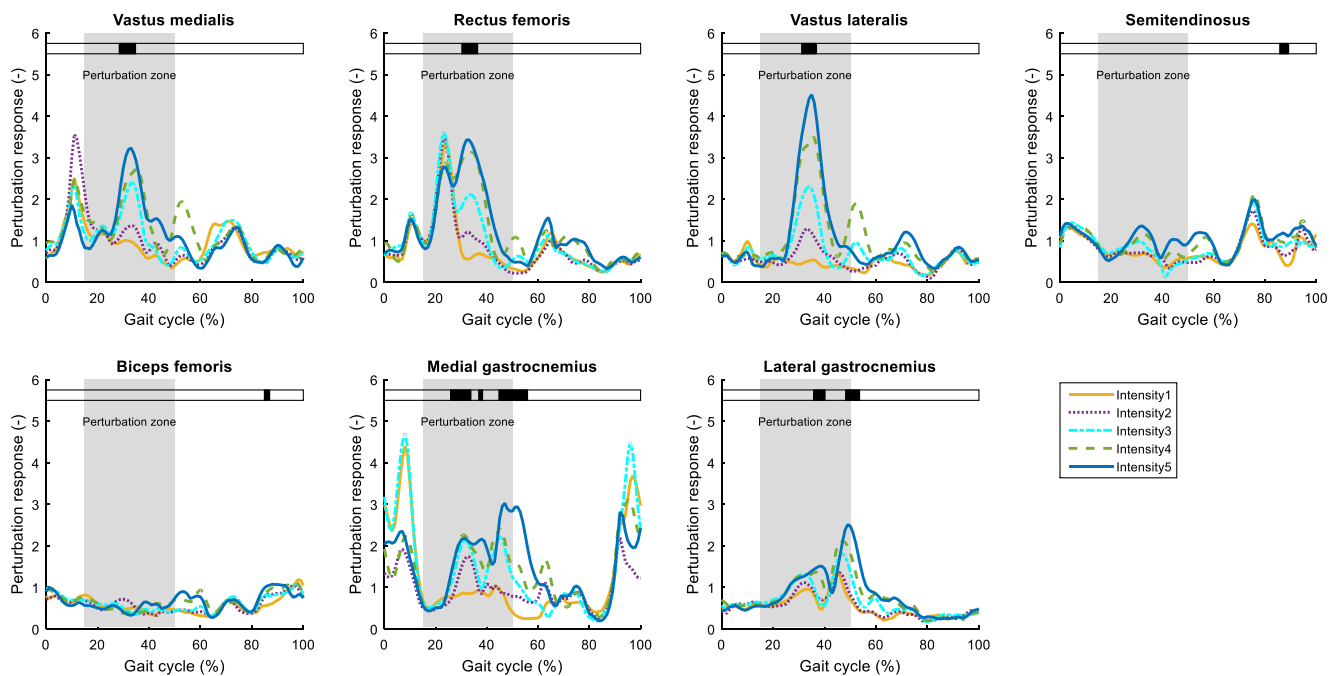 Vastus medialis
Rectus femoris
Vastus lateralis
Semitendinosus
6
5
4
3
2
1
0
Perturbation response (-)
Perturbation zone
0
20
40
60
80
100
Gait cycle (%)
6
5
4
3
2
1
0
Perturbation response (-)
Perturbation zone
0
20
40
60
80
100
Gait cycle (%)
6
5
4
3
2
1
0
Perturbation response (-)
Perturbation zone
0
20
40
60
80
100
Gait cycle (%)
6
5
4
3
2
1
0
Perturbation response (-)
Perturbation zone
0
20
40
60
80
100
Gait cycle (%)
Biceps femoris
Medial gastrocnemius
Lateral gastrocnemius
6
5
4
3
2
1
0
Perturbation response (-)
Perturbation zone
0
20
40
60
80
100
Gait cycle (%)
6
5
4
3
2
1
0
Perturbation response (-)
Perturbation zone
0
20
40
60
80
100
Gait cycle (%)
6
5
4
3
2
1
0
Perturbation response (-)
Perturbation zone
0
20
40
60
80
100
Gait cycle (%)
Intensity1
Intensity2
Intensity3
Intensity4
Intensity5